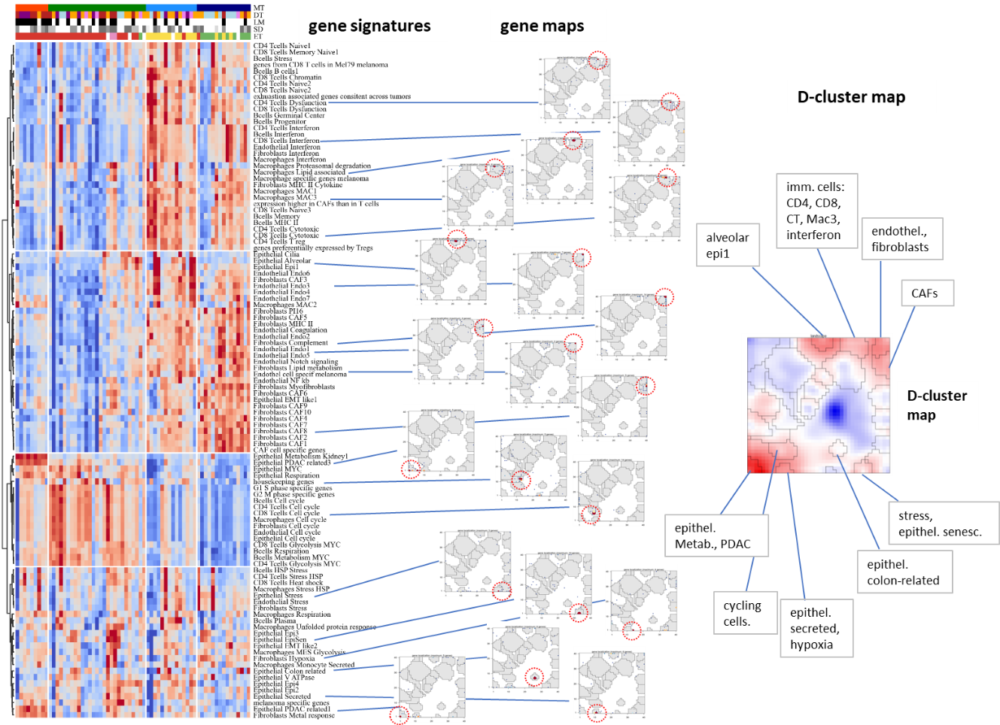 MT
DT
LM
SD
ET
gene signatures
gene maps
D-cluster map
CD4 Tcells Naive1
CD8 Tcells Memory Naive1
Bcells Stress
genes from CD8 T cells in Mel79 melanoma
Bcells B cells1
CD8 Tcells Chromatin
CD4 Tcells Naive2
CD8 Tcells Naive2
exhuastion associated genes consitent across tumors
CD4 Tcells Dysfunction
CD8 Tcells Dysfunction
Bcells Germinal Center
Bcells Progenitor
CD4 Tcells Interferon
Bcells Interferon
CD8 Tcells Interferon
Endothelial Interferon
Fibroblasts Interferon
Macrophages Interferon
Macrophages Proteasomal degradation
Macrophages Lipid associated
Macrophage specific genes melanoma
Fibroblasts MHC II Cytokine
Macrophages MAC1
Macrophages MAC3
expression higher in CAFs than in T cells
CD8 Tcells Naive3
Bcells Memory
Bcells MHC II
CD4 Tcells Cytotoxic
CD8 Tcells Cytotoxic
CD4 Tcells T reg
genes preferentially expressed by Tregs
Epithelial Cilia
Epithelial Alveolar
Epithelial Epi1
Endothelial Endo6
Fibroblasts CAF3
Endothelial Endo3
Endothelial Endo4
Endothelial Endo7
Macrophages MAC2
Fibroblasts PI16
Fibroblasts CAF5
Fibroblasts MHC II
Endothelial Coagulation
Endothelial Endo2
Fibroblasts Complement
Endothelial Endo1
Endothelial Endo5
Endothelial Notch signaling
Fibroblasts Lipid metabolism
Endothel cell specif melanoma
Endothelial NF kb
Fibroblasts Myofibroblasts
Fibroblasts CAF6
Epithelial EMT like1
Fibroblasts CAF9
Fibroblasts CAF10
Fibroblasts CAF4
Fibroblasts CAF7
Fibroblasts CAF8
Fibroblasts CAF2
Fibroblasts CAF1
CAF cell specific genes
Epithelial Metabolism Kidney1
Epithelial PDAC related3
Epithelial MYC
Epithelial Respiration
housekeeping genes
G1 S phase specific genes
G2 M phase specific genes
Bcells Cell cycle
CD4 Tcells Cell cycle
CD8 Tcells Cell cycle
Macrophages Cell cycle
Fibroblasts Cell cycle
Endothelial Cell cycle
Epithelial Cell cycle
CD8 Tcells Glycolysis MYC
Bcells Respiration
Bcells Metabolism MYC
CD4 Tcells Glycolysis MYC
Bcells HSP Stress
CD4 Tcells Stress HSP
CD8 Tcells Heat shock
Macrophages Stress HSP
Epithelial Stress
Endothelial Stress
Fibroblasts Stress
Macrophages Respiration
Bcells Plasma
Macrophages Unfolded protein response
Epithelial Epi3
Epithelial EpiSen
Epithelial EMT like2
Macrophages MES Glycolysis
Fibroblasts Hypoxia
Macrophages Monocyte Secreted
Epithelial Colon related
Epithelial V ATPase
Epithelial Epi4
Epithelial Epi2
Epithelial Secreted
melanoma specific genes
Epithelial PDAC related1
Fibroblasts Metal response
alveolar
epi1
imm. cells:
CD4, CD8,
CT, Mac3,
interferon
endothel.,
fibroblasts
CAFs
D-cluster
map
epithel.
Metab., PDAC
cycling
cells.
epithel.
secreted,
hypoxia
epithel.
colon-related
stress,
epithel. senesc.